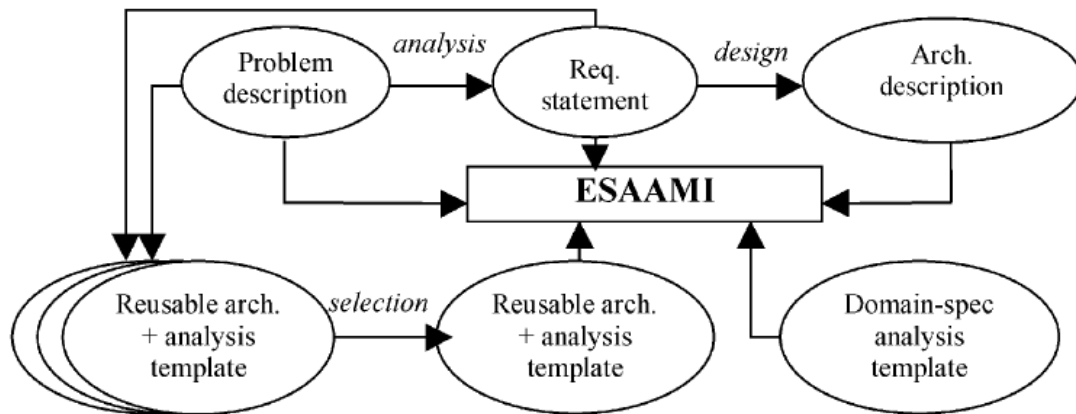 analysis
design
Problem
description
Req.
statement
Arch.
description
ESAAMI
Reusable arch.
+ analysis
template
selection
Reusable arch.
+ analysis
template
Domain-spec
analysis
template